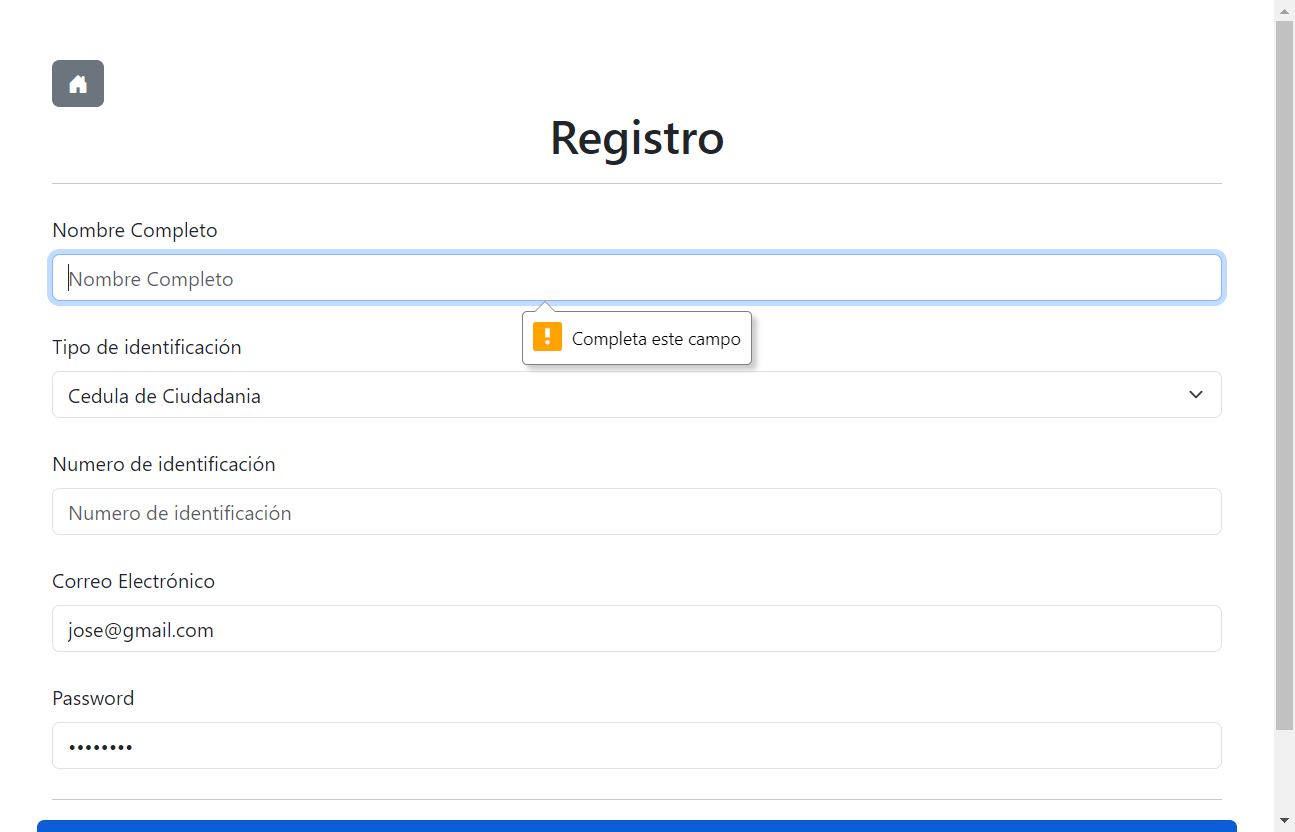 Registro
Nombre Completo
Nombre Completo
Completa este campo
Tipo de identificación
Cedula de Ciudadania
Numero de identificación
Numero de identificación
Correo Electrónico
jose@gmail.com
Password
••••••••